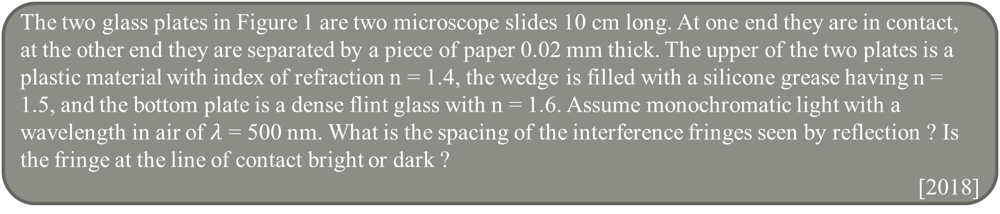 The two glass plates in Figure 1 are two microscope slides 10 cm long. At one end they are in contact,
at the other end they are separated by a piece of paper 0.02 mm thick. The upper of the two plates is a
plastic material with index of refraction n = 1.4, the wedge is filled with a silicone grease having n =
1.5, and the bottom plate is a dense flint glass with n = 1.6. Assume monochromatic light with a
wavelength in air of λ = 500 nm. What is the spacing of the interference fringes seen by reflection ? Is
the fringe at the line of contact bright or dark ?
[2018]